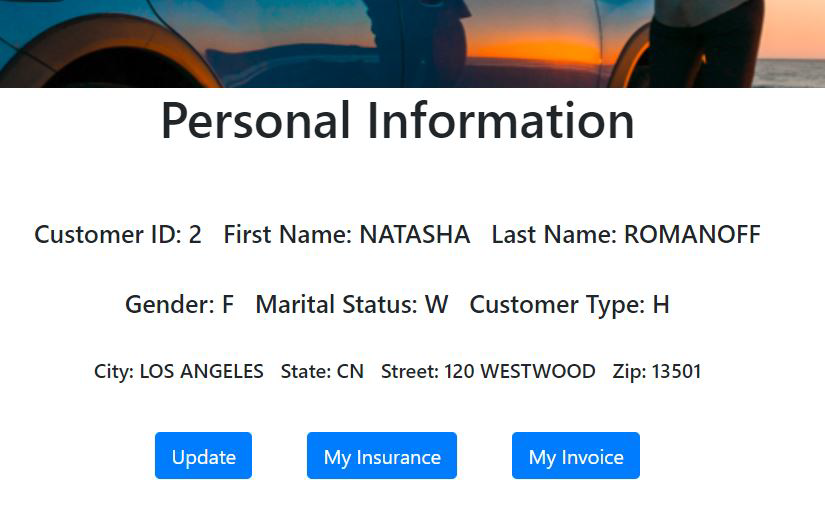 Personal Information
Customer ID: 2 First Name: NATASHA Last Name: ROMANOFF
Gender: F Marital Status: W Customer Type: H
City: LOS ANGELES State: CN Street: 120 WESTWOOD Zip: 13501
Update My Insurance My Invoice